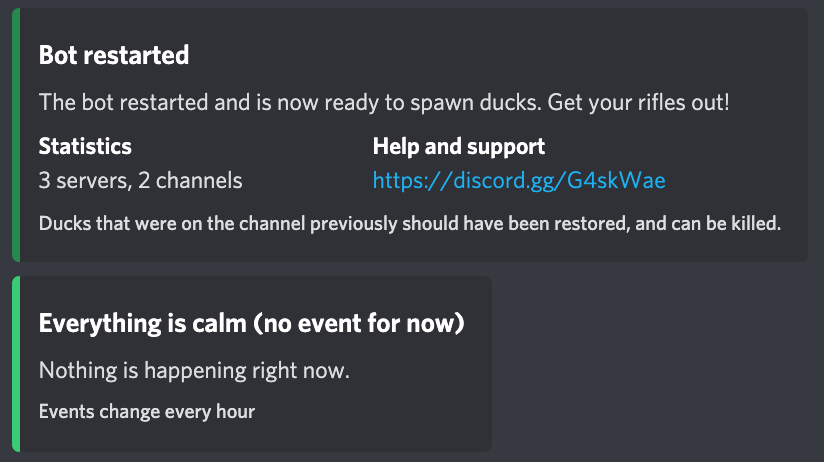 Bot restarted
The bot restarted and is now ready to spawn ducks. Get your rifles out!
Statistics
Help and support
3 servers, 2 channels
https://discord.gg/G4skWae
Ducks that were on the channel previously should have been restored, and can be killed.
Everything is calm (no event for now)
Nothing is happening right now.
Events change every hour